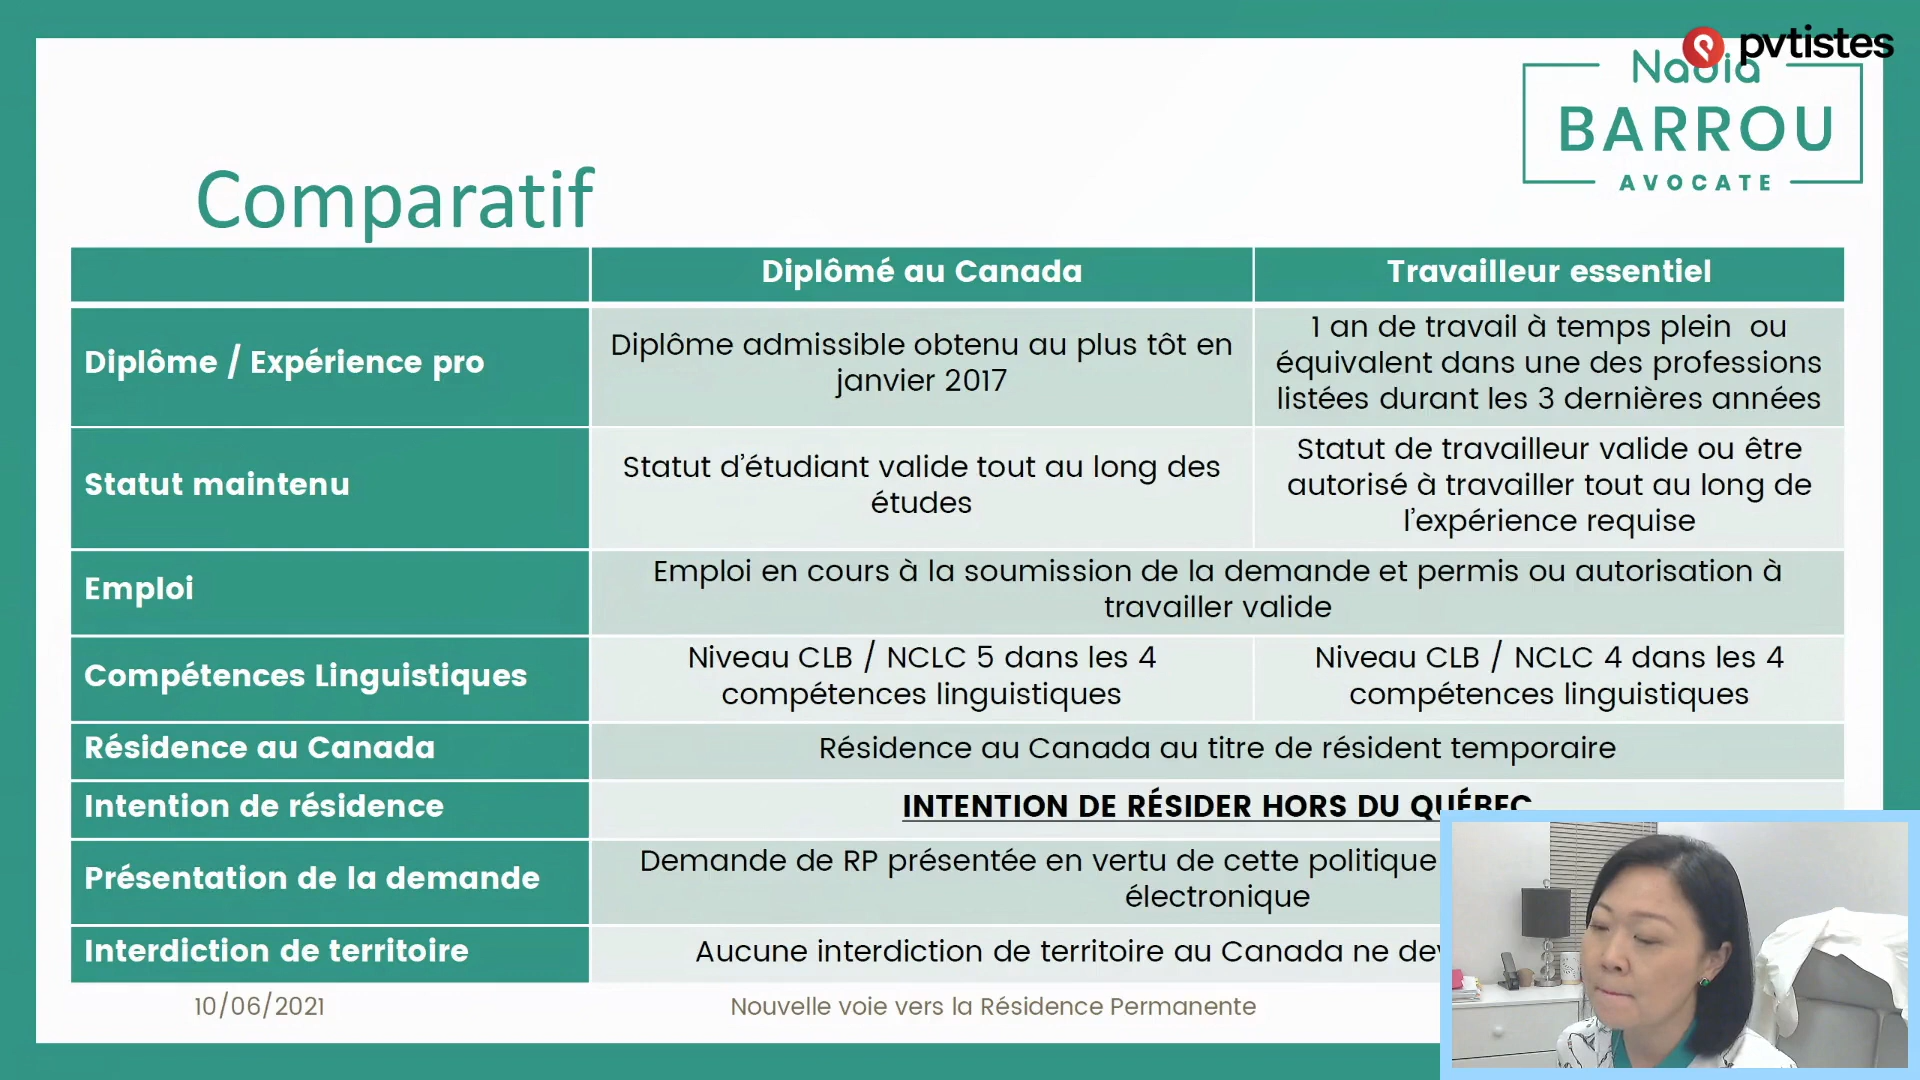 pvtistes
Nadia
BARROU
AVOCATE
Comparatif
Diplômé au Canada
Travailleur essentiel
Diplôme / Expérience pro
Diplôme admissible obtenu au plus tôt en
janvier 2017
1 an de travail à temps plein ou
équivalent dans une des professions
listées durant les 3 dernières années
Statut maintenu
Statut d'étudiant valide tout au long des
études
Statut de travailleur valide ou être
autorisé à travailler tout au long de
l'expérience requise
Emploi
Emploi en cours à la soumission de la demande et permis ou autorisation à
travailler valide
Compétences Linguistiques
Niveau CLB / NCLC 5 dans les 4
compétences linguistiques
Niveau CLB / NCLC 4 dans les 4
compétences linguistiques
Résidence au Canada
Résidence au Canada au titre de résident temporaire
Intention de résidence
INTENTION DE RÉSIDER HORS DU QUÉBEC
Présentation de la demande
Demande de RP présentée en vertu de cette politique
électronique
Interdiction de territoire
Aucune interdiction de territoire au Canada ne
10/06/2021
Nouvelle voie vers la Résidence Permanente